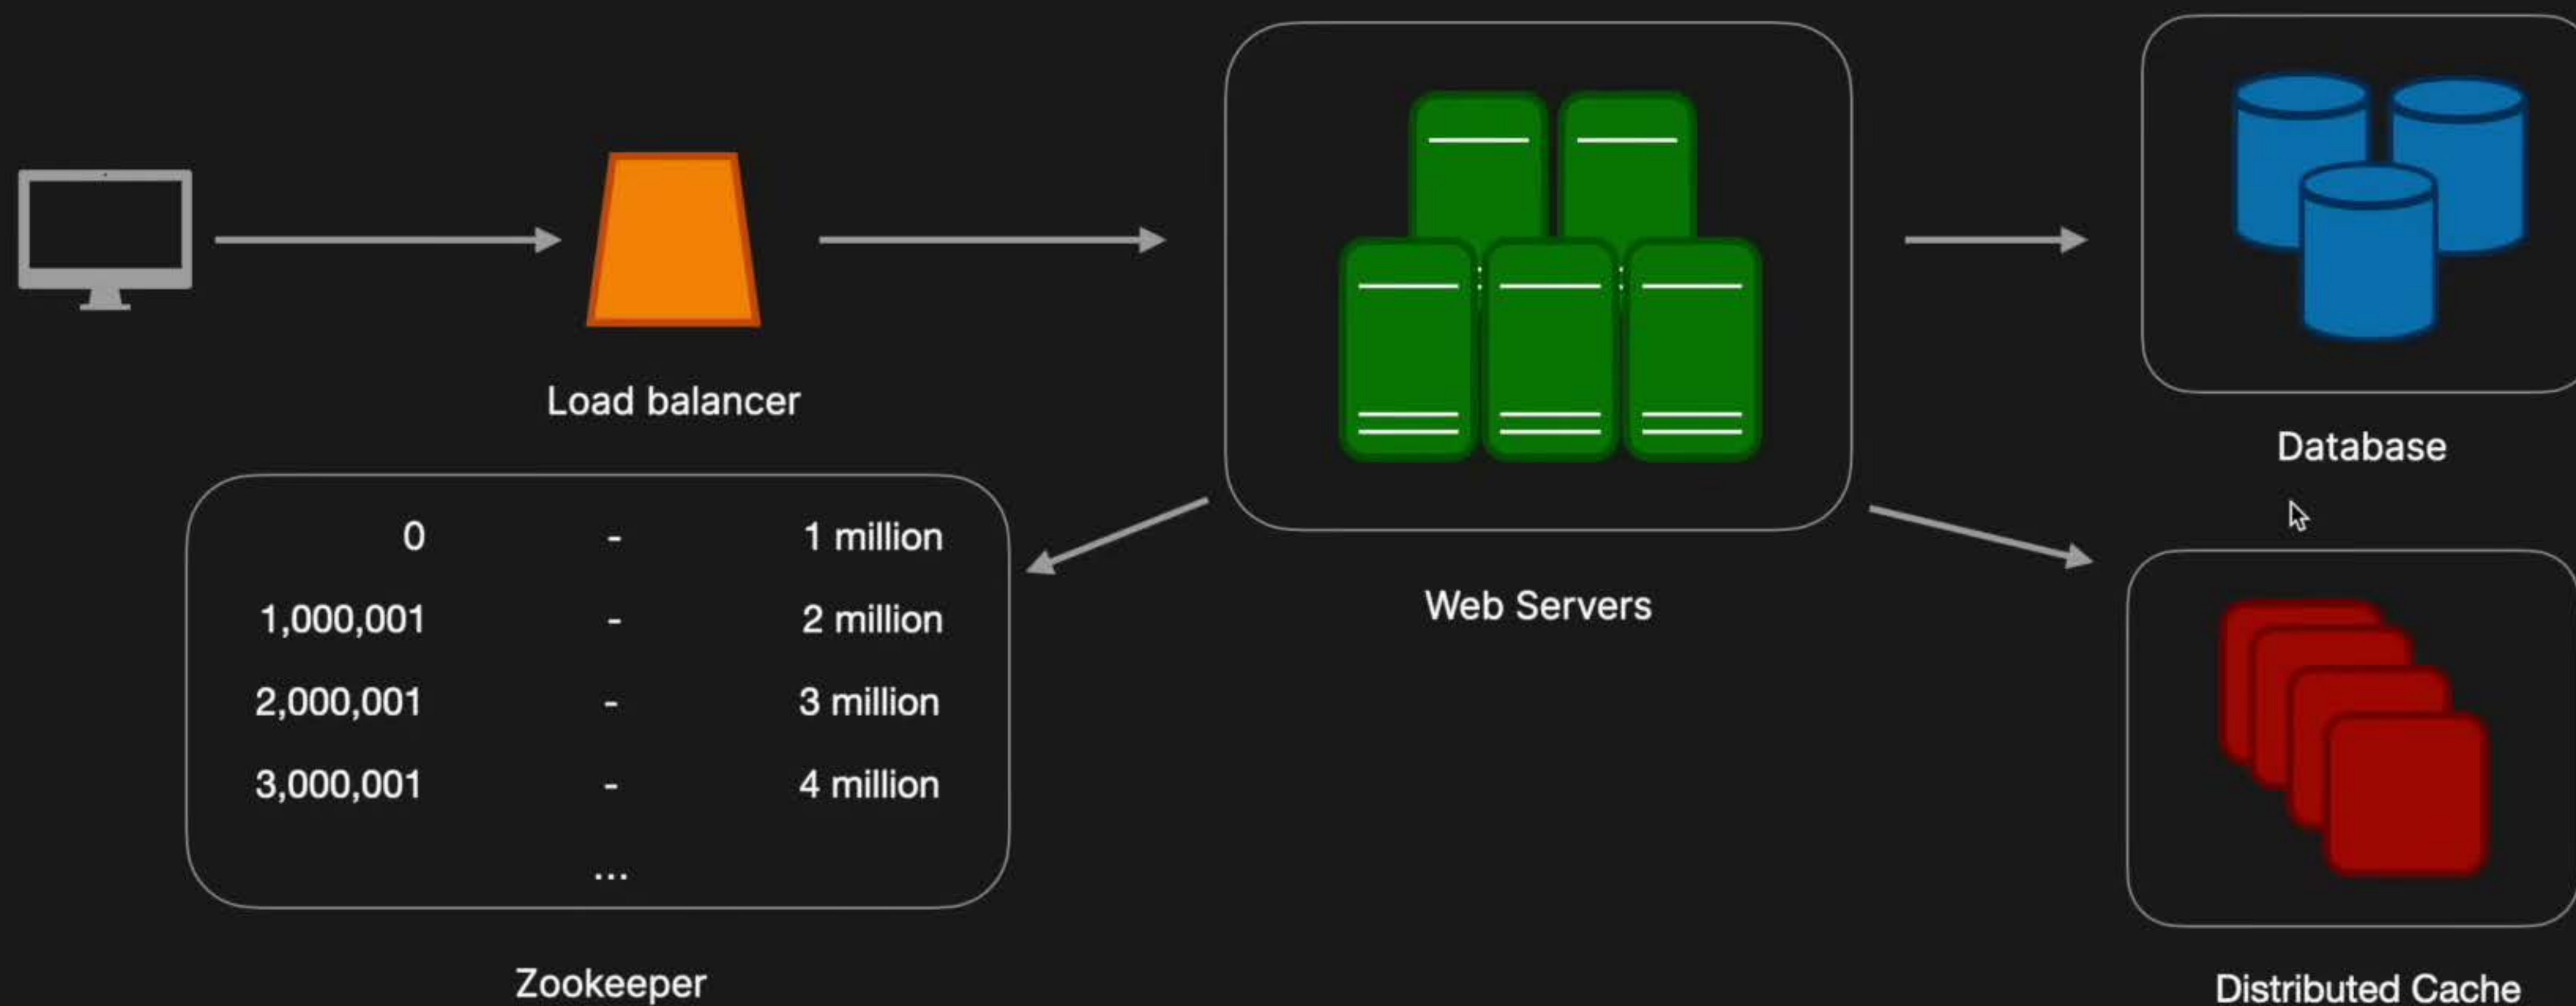 Load balancer
Database
0 - 1 million
1,000,001 - 2 million
2,000,001 - 3 million
3,000,001 - 4 million
...
Web Servers
Zookeeper
Distributed Cache